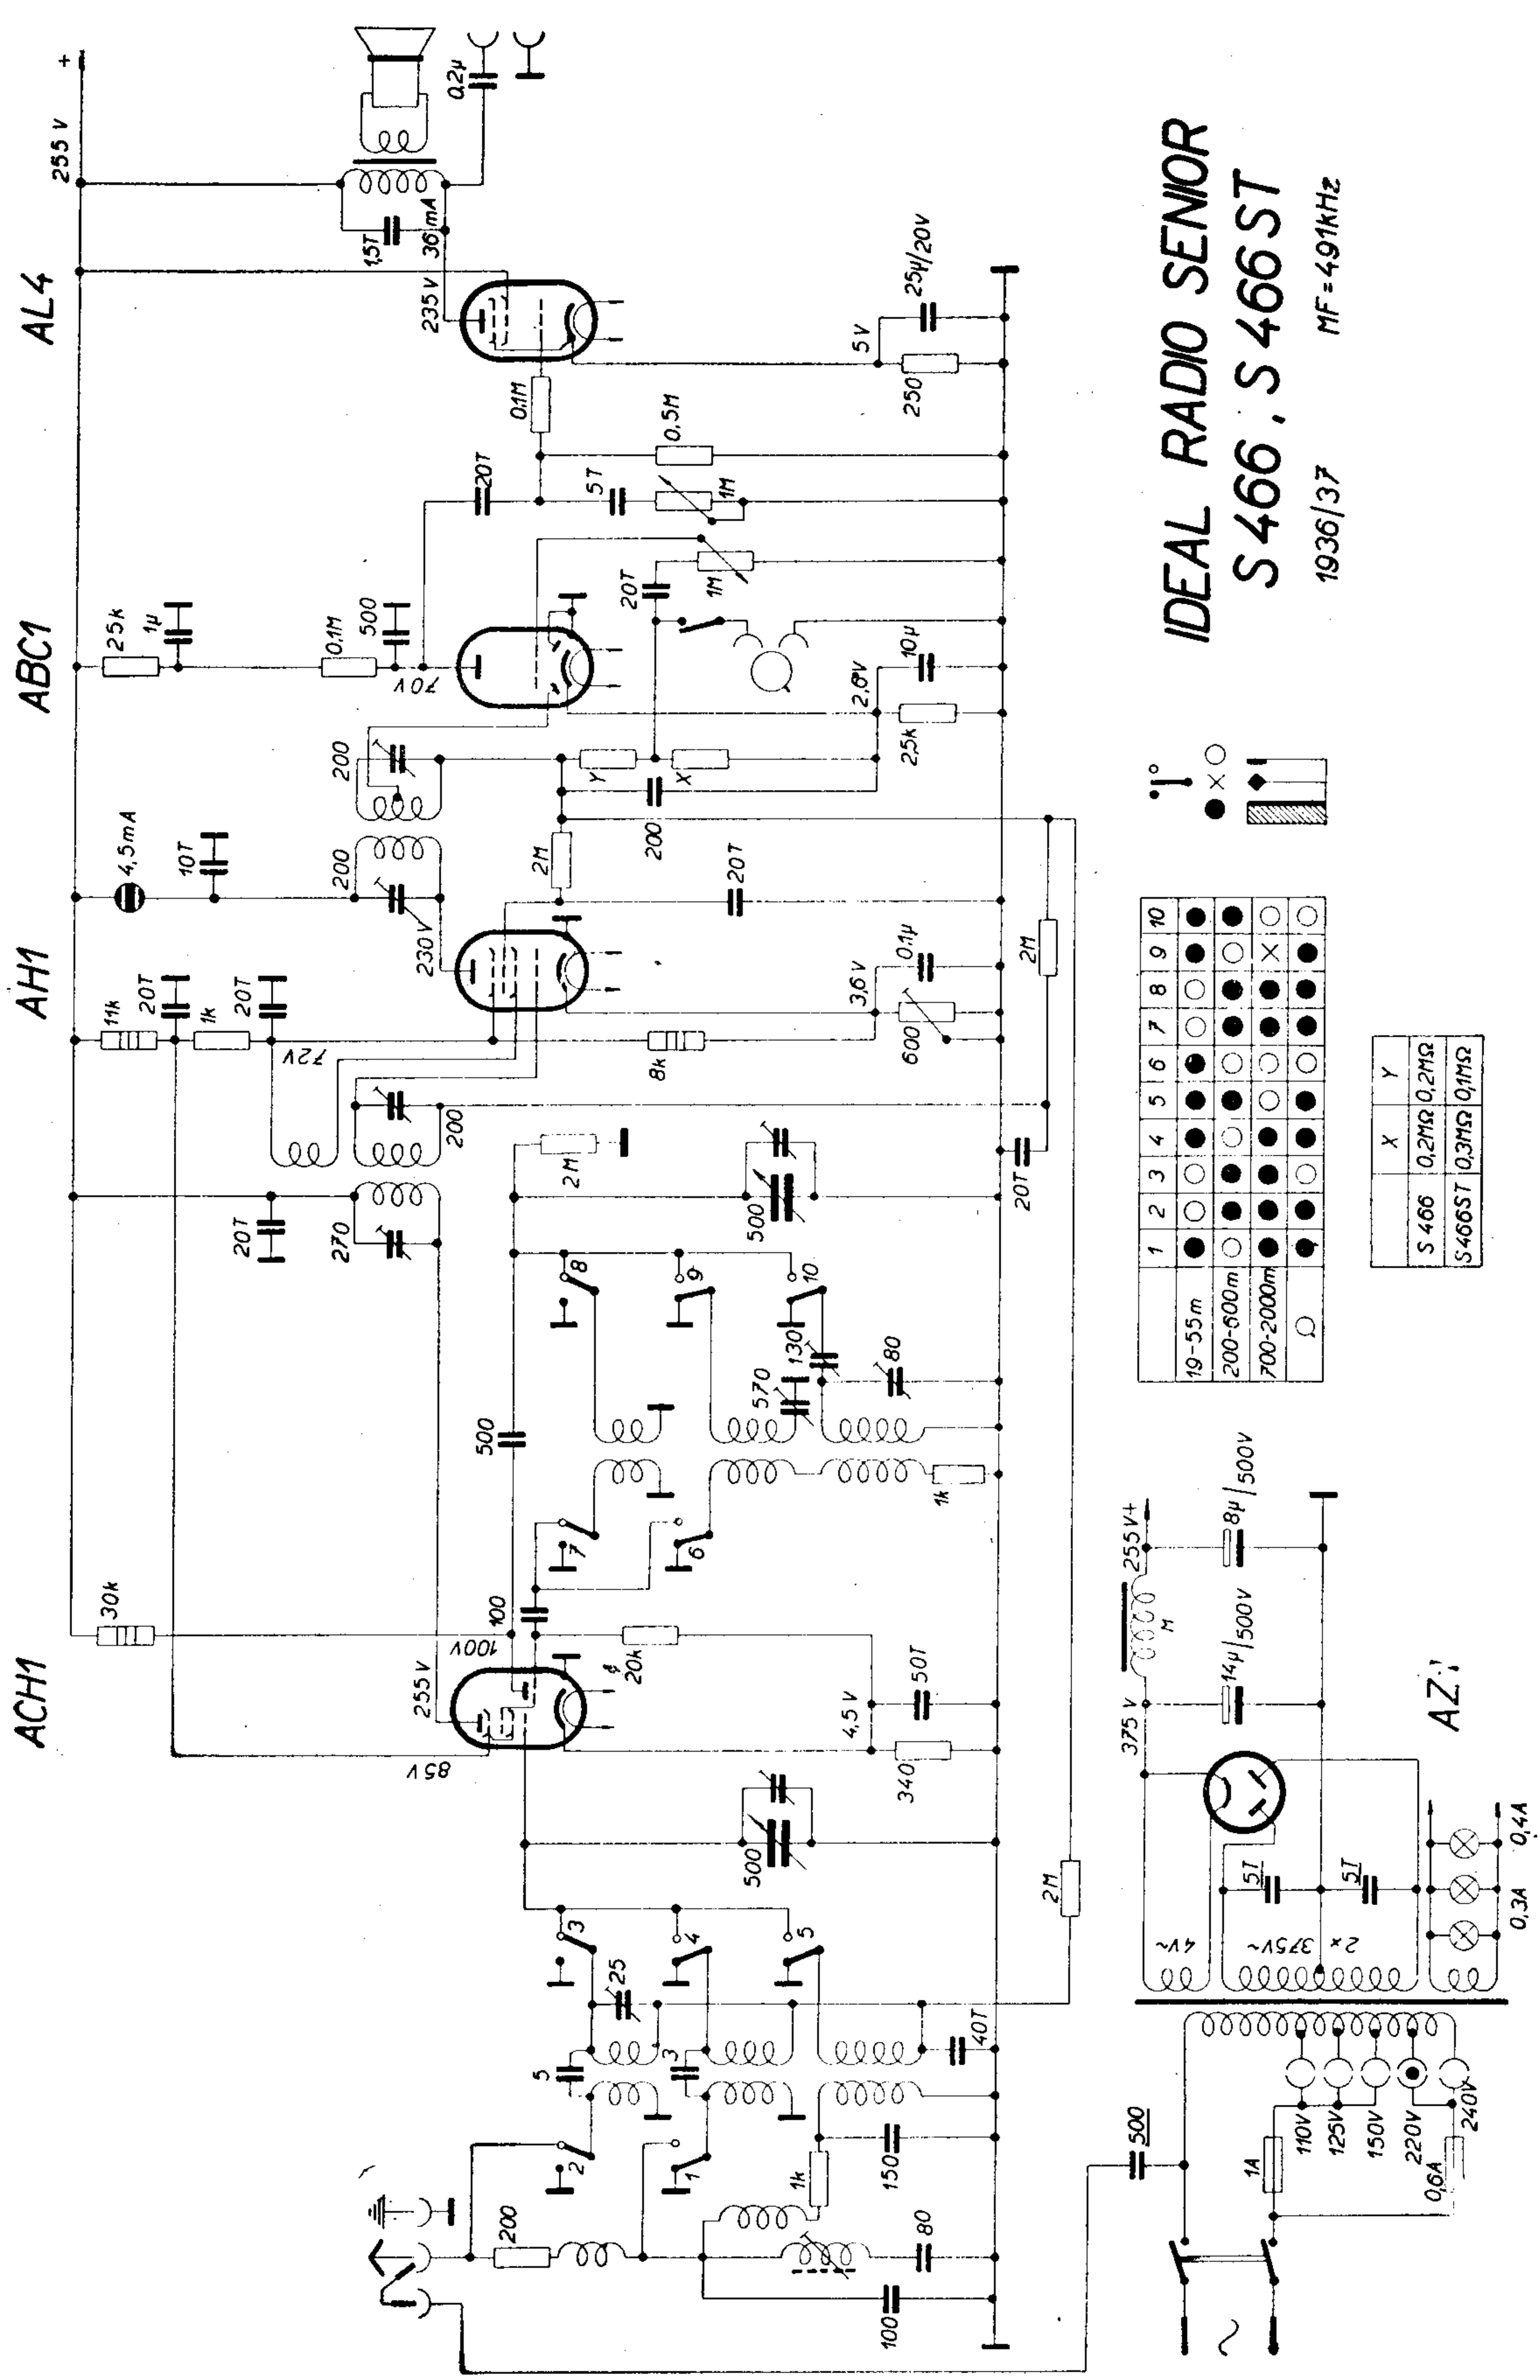 ACH1
AH1
ABC1
AL4
255 V
+
30k
11k
20T
1k
20T
72V
4,5mA
10T
25k
1μ
0,1M
500
70V
1,5T
36 mA
235V
0,2μ
85V
255V
100V
100
500
20T
270
200
230V
200
200
2M
20T
0,1M
20T
5T
0,5M
1M
1M
20T
Y
X
200
2,5k
10μ
5V
250
25μ/20V
3,6V
0,1μ
600
8k
2M
2M
500
20T
8
9
10
130
570
80
7
6
1k
20k
4,5V
50T
340
500
2M
3
4
5
25
5
3
40T
2
1
1k
150
200
80
100
500
1A
0,6A
110V
125V
150V
220V
240V
4V~
2x
375V~
5T
5T
0,3A
0,4A
AZ1
375 V
255V+
M
14μ/500V
8μ/500V
1 2 3 4 5 6 7 8 9 10
19-55m
200-600m
700-2000m
X Y
S 466 0,2MΩ 0,2MΩ
S466ST 0,3MΩ 0,1MΩ
IDEAL RADIO SENIOR
S 466, S 466 ST
1936/37 MF = 491kHz